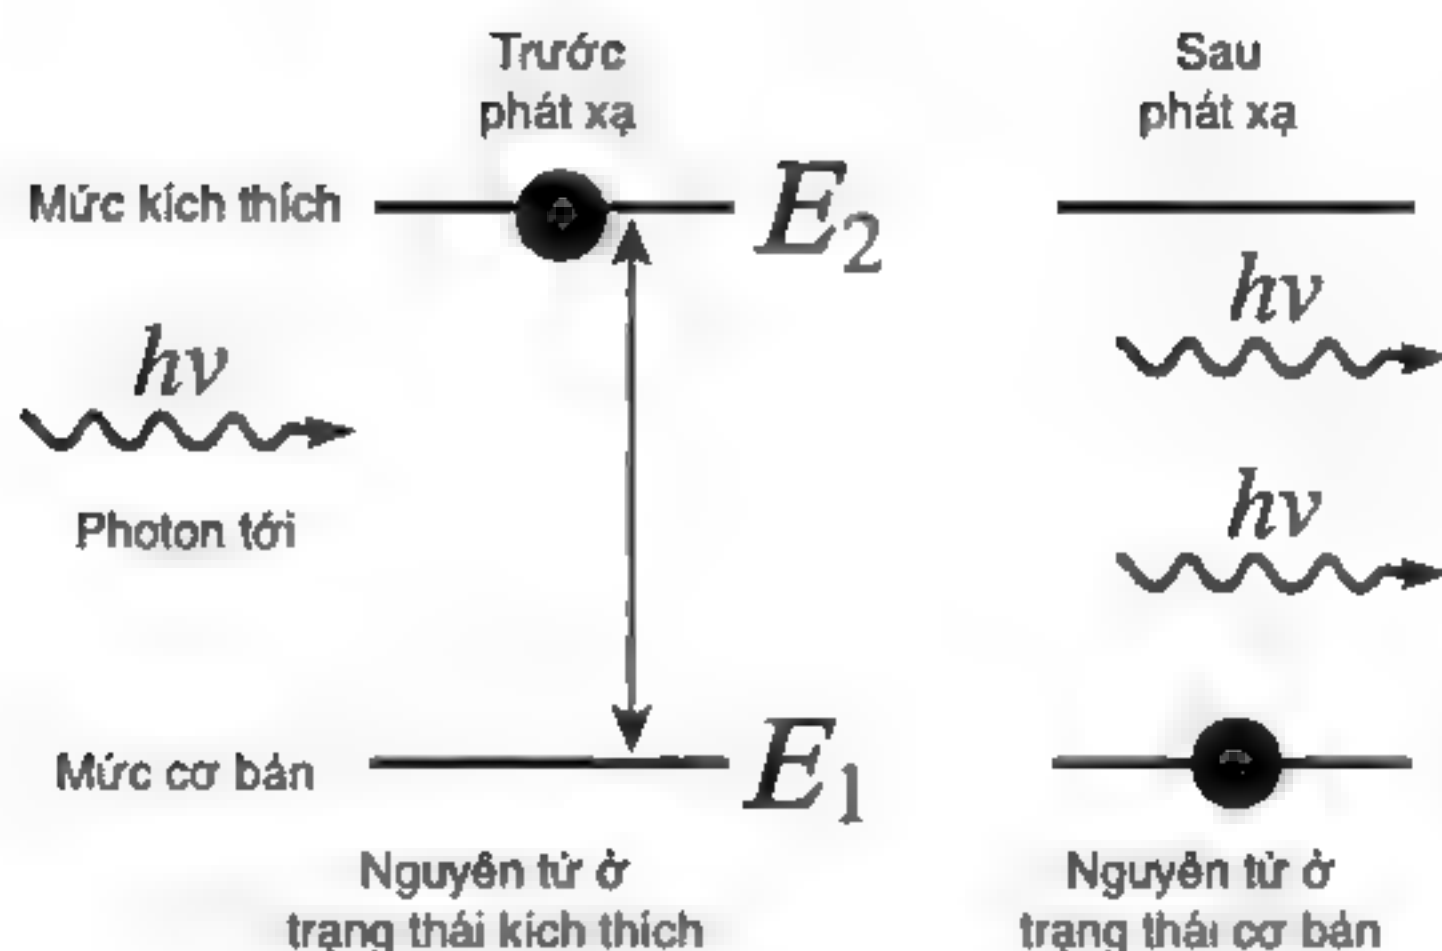 Trước
phát xạ
Sau
phát xạ
Mức kích thích
E₂
hν
hν
Photon tới
hν
Mức cơ bản
E₁
Nguyên tử ở
trạng thái kích thích
Nguyên tử ở
trạng thái cơ bản